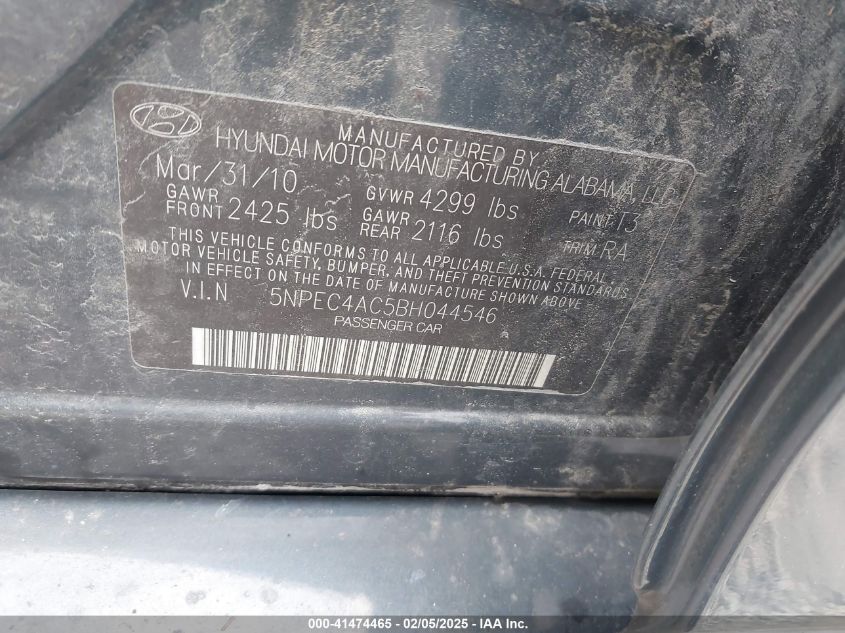 MANUFACTURED BY
HYUNDAI MOTOR MANUFACTURING ALABAMA, LLC
Mar/31/10 GVWR 4299 lbs PAINT: T3
GAWR FRONT 2425 lbs GAWR REAR 2116 lbs TRIM: RA
THIS VEHICLE CONFORMS TO ALL APPLICABLE U.S.A. FEDERAL
MOTOR VEHICLE SAFETY, BUMPER, AND THEFT PREVENTION STANDARDS
IN EFFECT ON THE DATE OF MANUFACTURE SHOWN ABOVE.
V.I.N 5NPEC4AC5BH044546
PASSENGER CAR
000-41474465 - 02/05/2025 - IAA Inc.